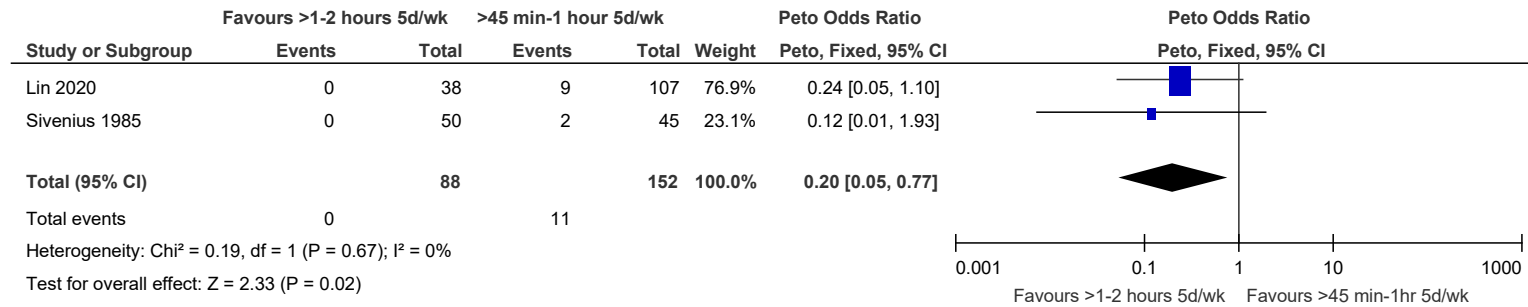 Favours >1-2 hours 5d/wk >45 min-1 hour 5d/wk Peto Odds Ratio Peto Odds Ratio
Study or Subgroup Events Total Events Total Weight Peto, Fixed, 95% CI Peto, Fixed, 95% CI
Lin 2020 0 38 9 107 76.9% 0.24 [0.05, 1.10]
Sivenius 1985 0 50 2 45 23.1% 0.12 [0.01, 1.93]
Total (95% CI) 88 152 100.0% 0.20 [0.05, 0.77]
Total events 0 11
Heterogeneity: Chi² = 0.19, df = 1 (P = 0.67); I² = 0%
Test for overall effect: Z = 2.33 (P = 0.02)
0.001 0.1 1 10 1000
Favours >1-2 hours 5d/wk Favours >45 min-1hr 5d/wk